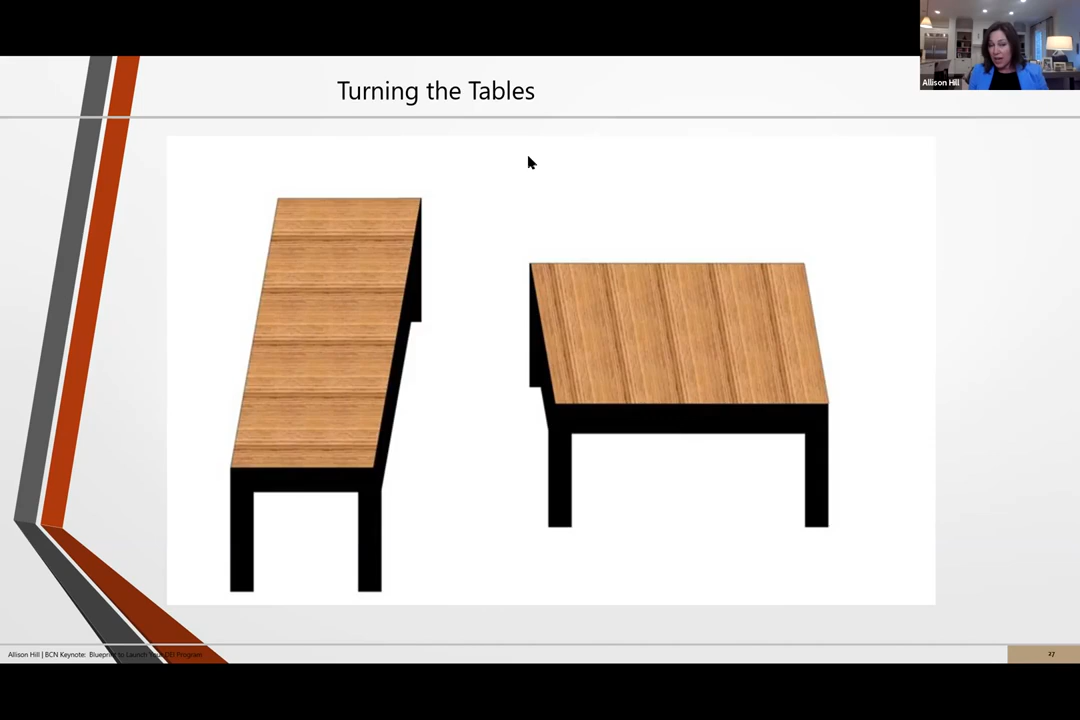 Allison Hill
Turning the Tables
Allison Hill | BCN Keynote: Blueprint to Launch Your DEI Program
27